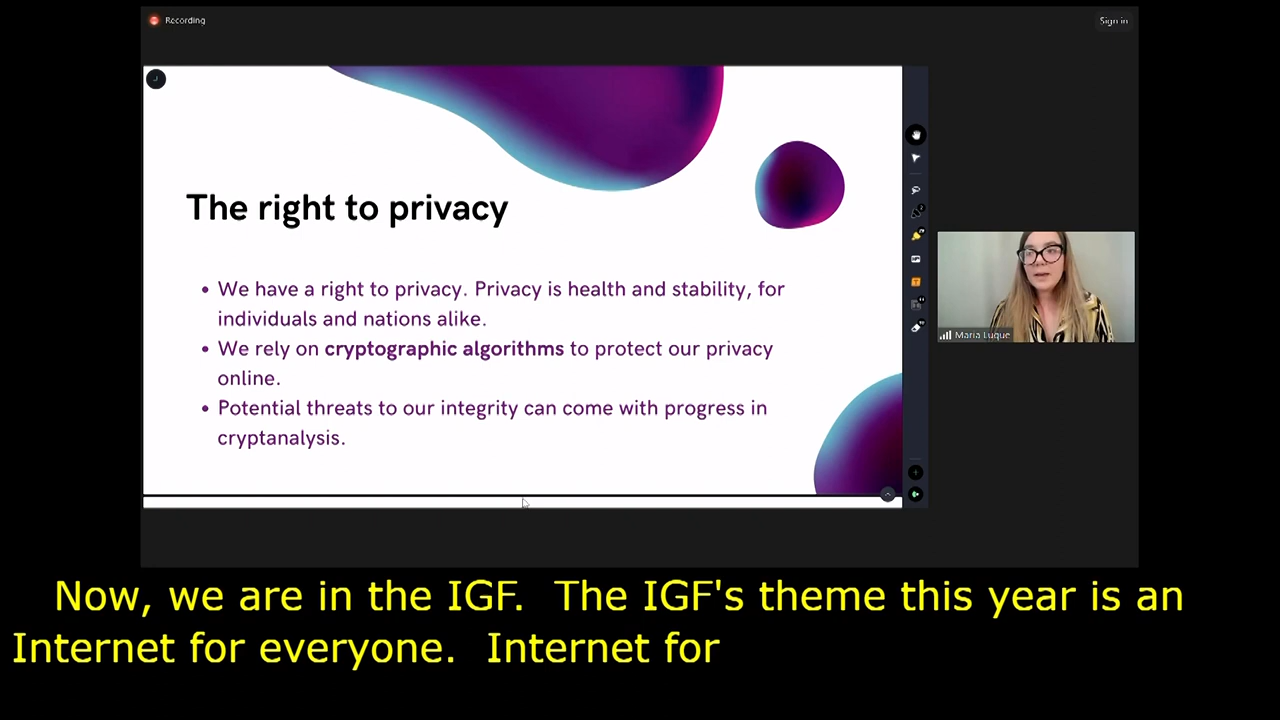 Recording
Sign in
The right to privacy
• We have a right to privacy. Privacy is health and stability, for
individuals and nations alike.
• We rely on cryptographic algorithms to protect our privacy
online.
• Potential threats to our integrity can come with progress in
cryptanalysis.
Maria Luque
Now, we are in the IGF. The IGF's theme this year is an
Internet for everyone. Internet for